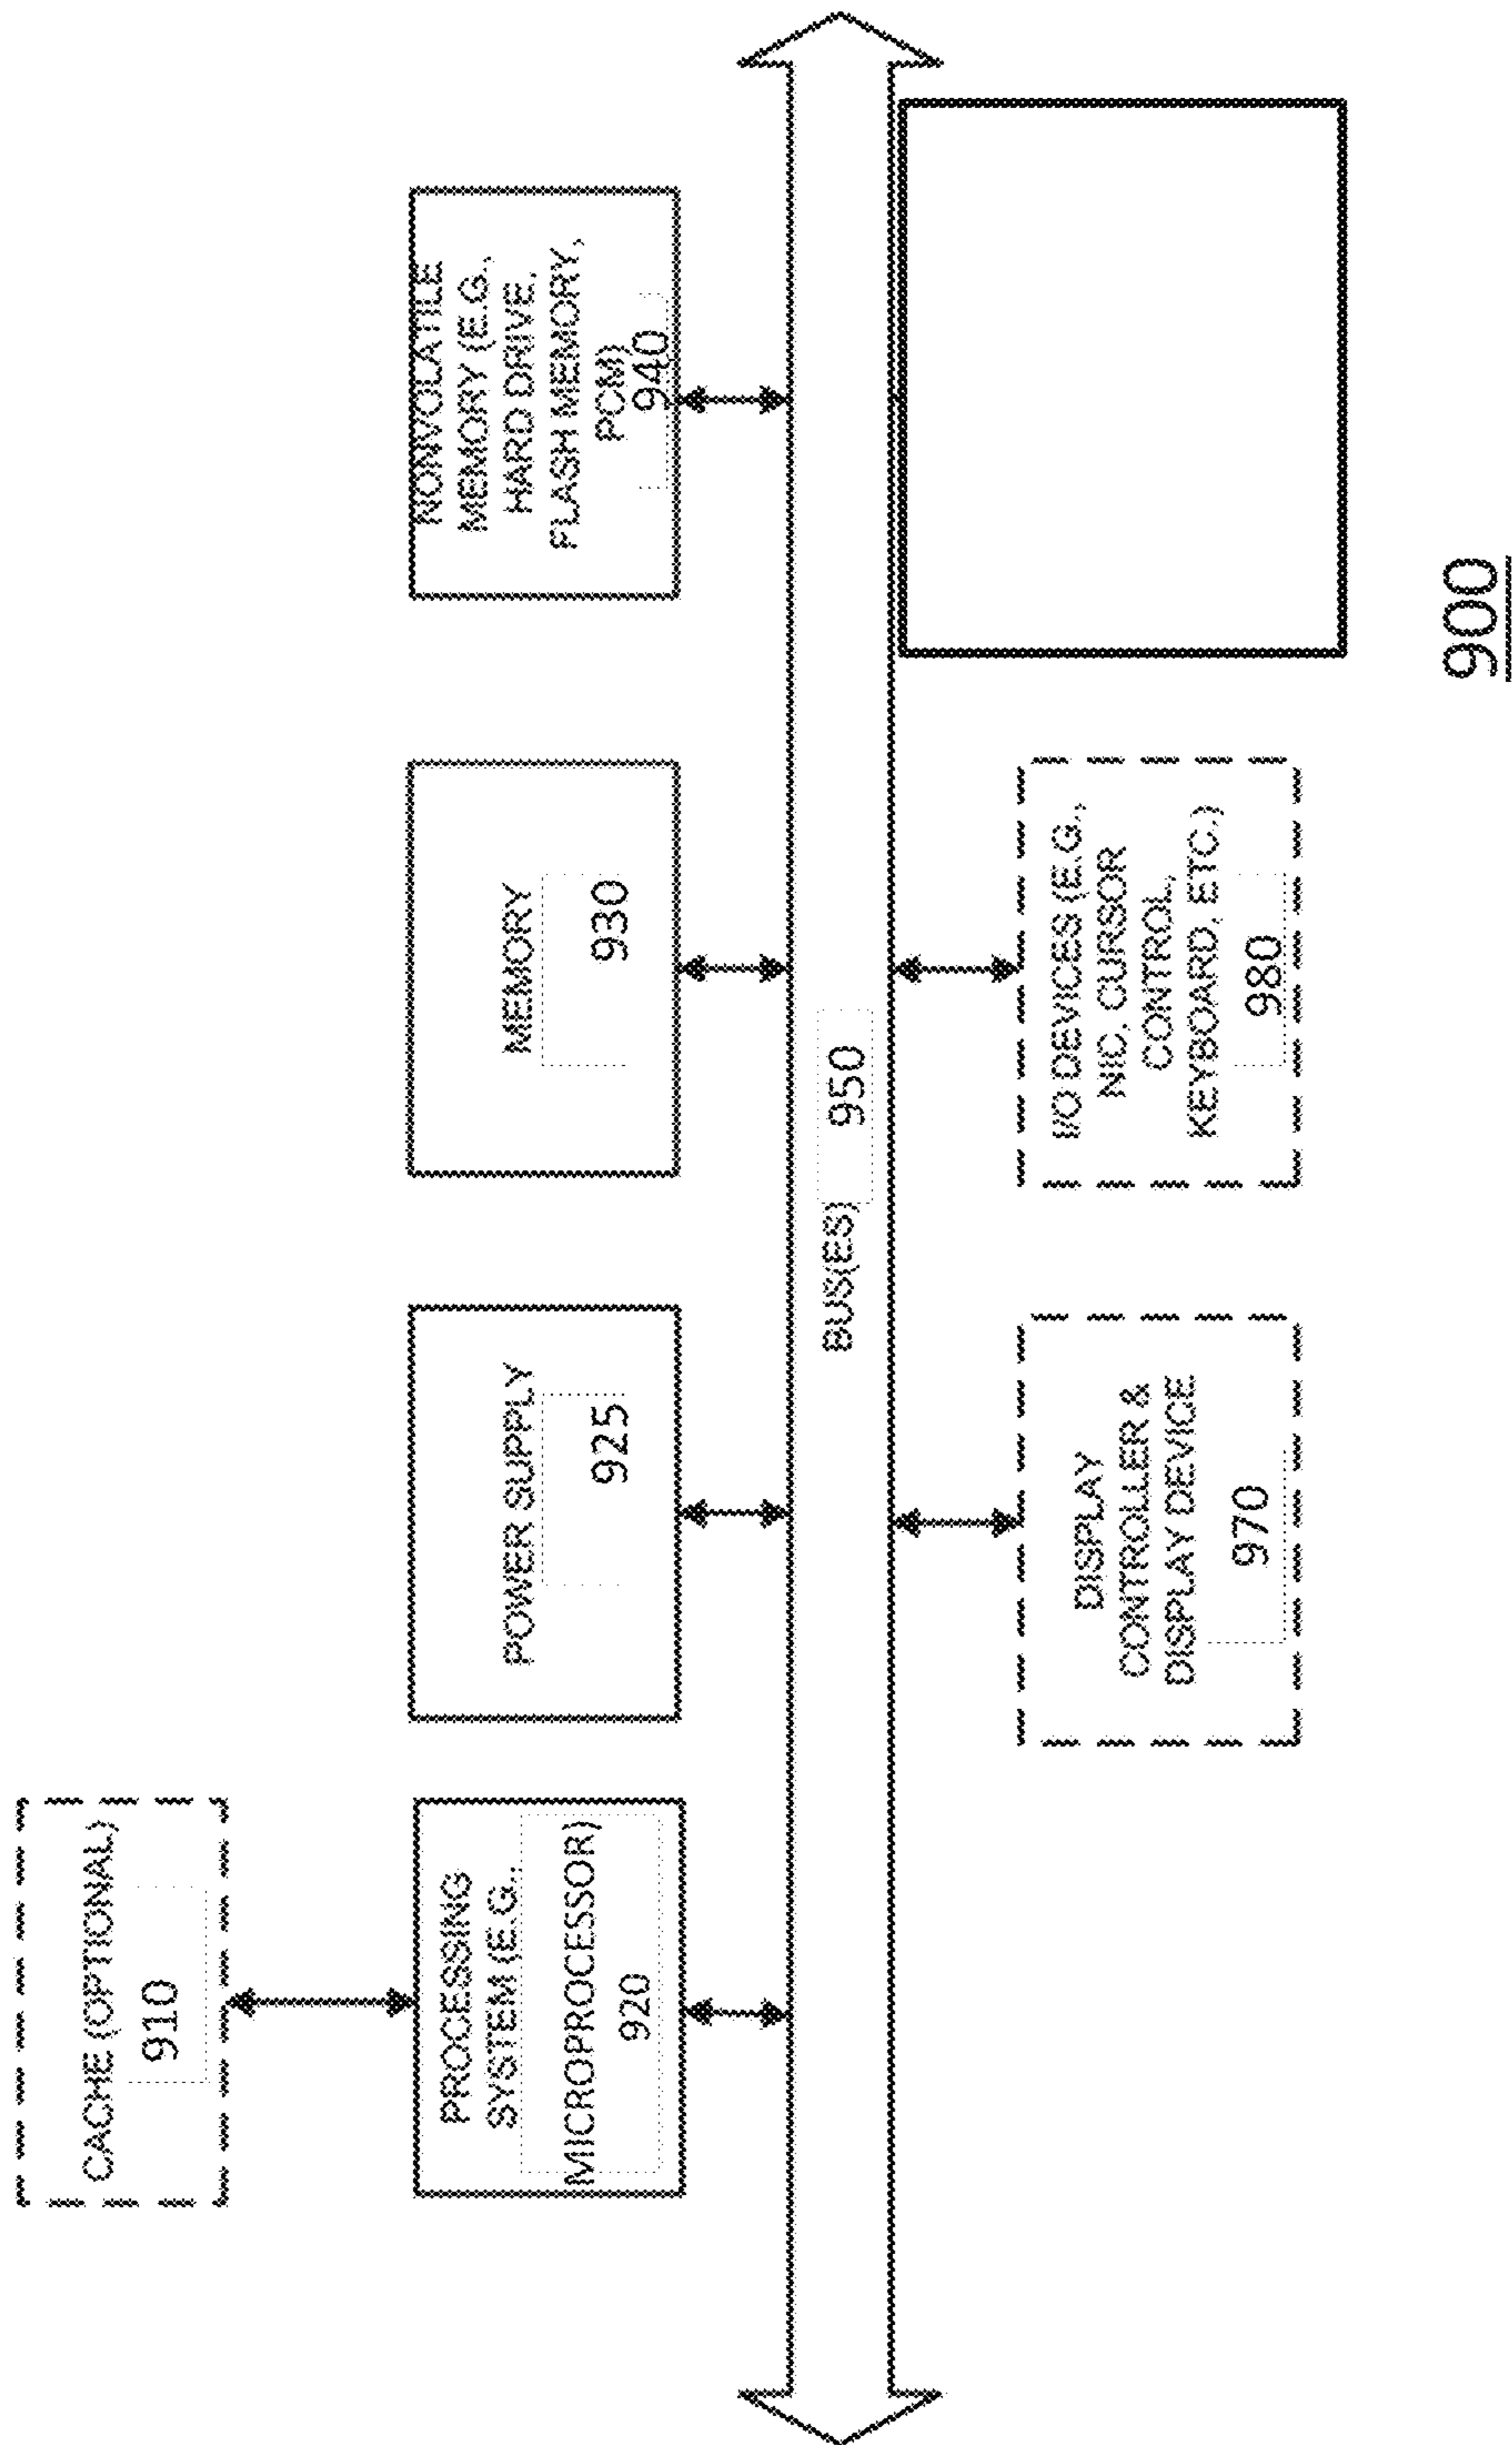 CACHE (OPTIONAL)
910
PROCESSING
SYSTEM (E.G.,
MICROPROCESSOR)
920
POWER SUPPLY
925
MEMORY
930
NONVOLATILE
MEMORY (E.G.,
HARD DRIVE,
FLASH MEMORY,
PCM)
940
BUS(ES) 950
DISPLAY
CONTROLLER &
DISPLAY DEVICE
970
I/O DEVICES (E.G.,
NIC, CURSOR
CONTROL,
KEYBOARD, ETC.)
980
900